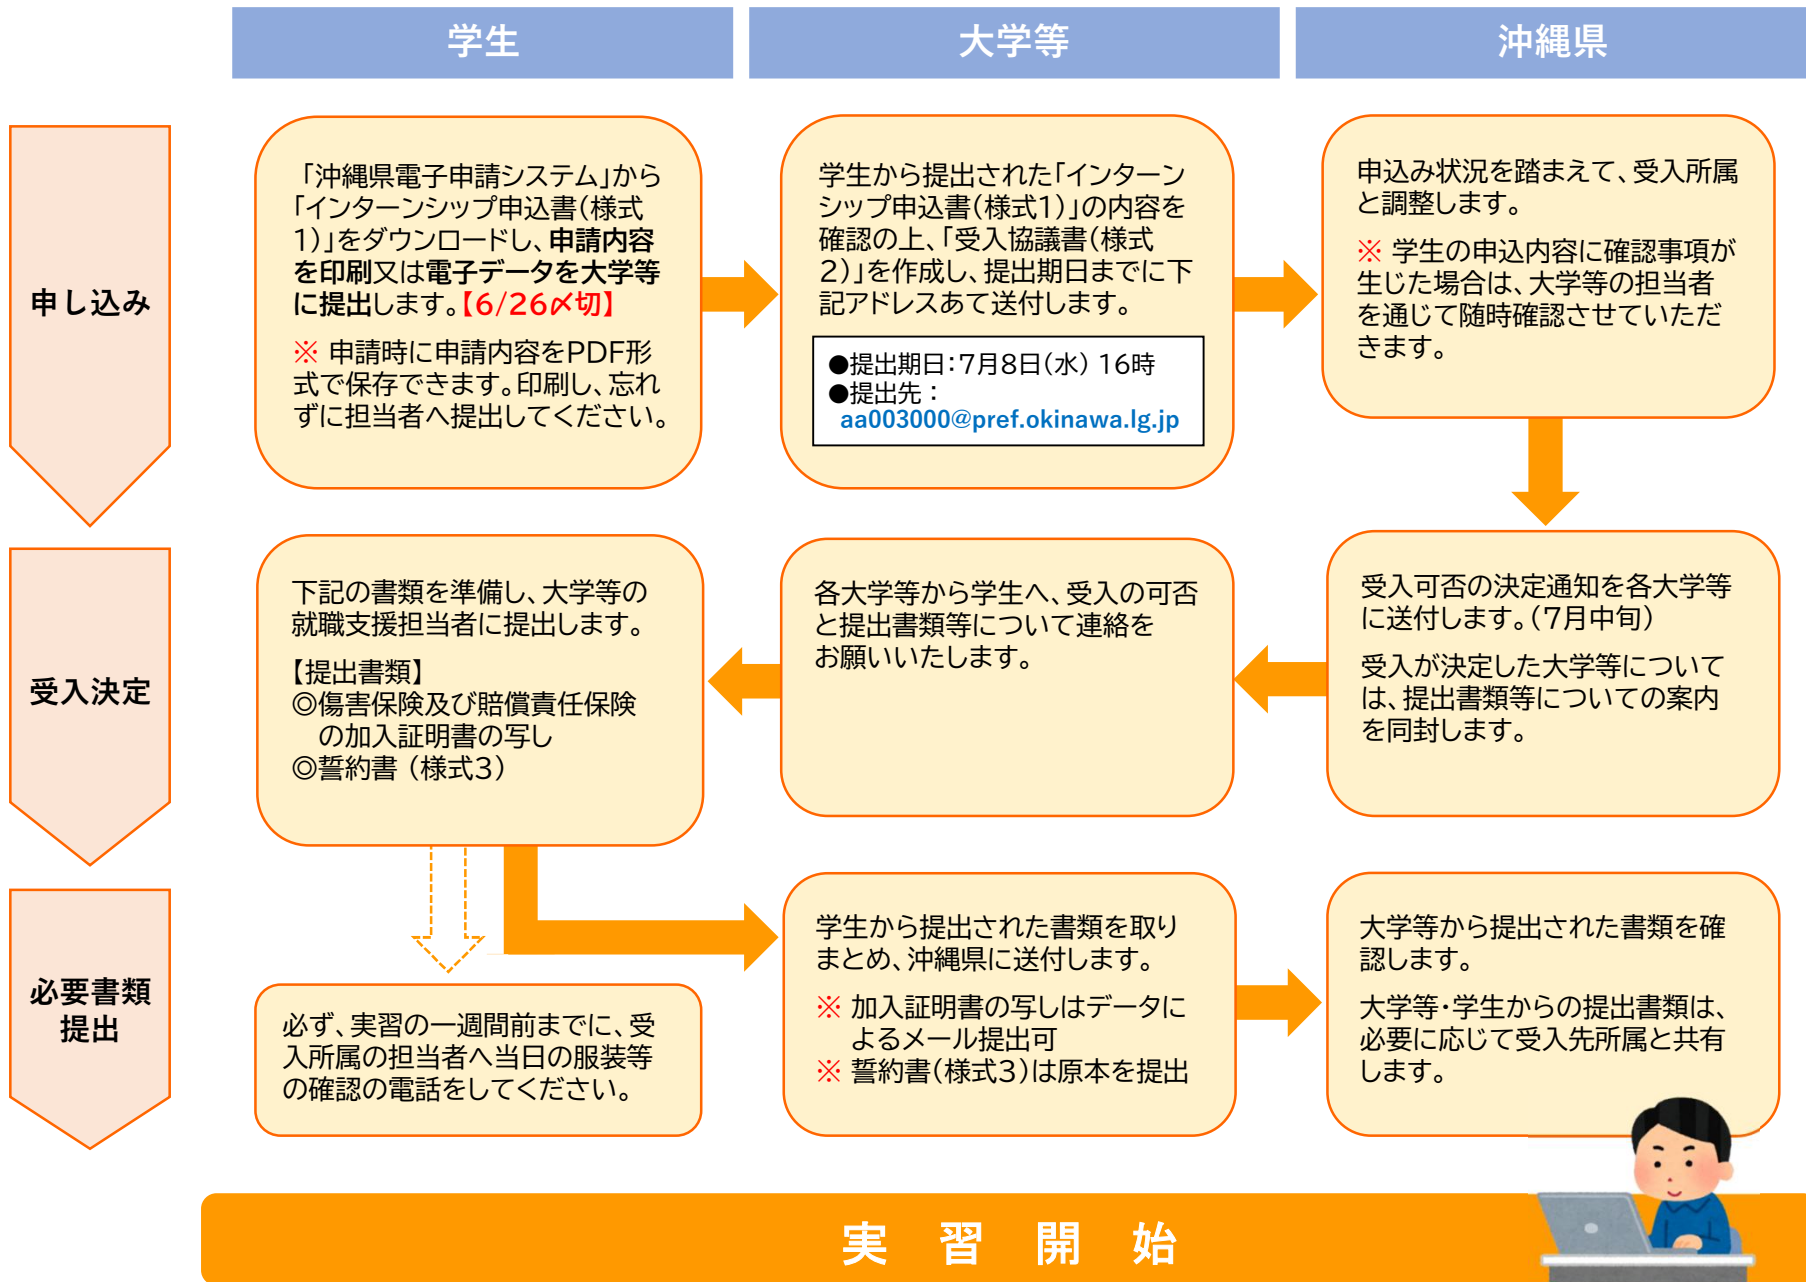 学生
大学等
沖縄県
申し込み
「沖縄県電子申請システム」から
「インターンシップ申込書(様式
1)」をダウンロードし、申請内容
を印刷又は電子データを大学等
に提出します。【6/26〆切】
※ 申請時に申請内容をPDF形
式で保存できます。印刷し、忘れ
ずに担当者へ提出してください。
学生から提出された「インターン
シップ申込書(様式1)」の内容を
確認の上、「受入協議書(様式
2)」を作成し、提出期日までに下
記アドレスあて送付します。
●提出期日：7月8日(水) 16時
●提出先：
aa003000@pref.okinawa.lg.jp
申込み状況を踏まえて、受入所属
と調整します。
※ 学生の申込内容に確認事項が
生じた場合は、大学等の担当者
を通じて随時確認させていただ
きます。
受入決定
下記の書類を準備し、大学等の
就職支援担当者に提出します。
【提出書類】
◎傷害保険及び賠償責任保険
の加入証明書の写し
◎誓約書 (様式3)
各大学等から学生へ、受入の可否
と提出書類等について連絡を
お願いいたします。
受入可否の決定通知を各大学等
に送付します。(7月中旬)
受入が決定した大学等について
は、提出書類等についての案内
を同封します。
必要書類
提出
必ず、実習の一週間前までに、受
入所属の担当者へ当日の服装等
の確認の電話をしてください。
学生から提出された書類を取り
まとめ、沖縄県に送付します。
※ 加入証明書の写しはデータに
よるメール提出可
※ 誓約書(様式3)は原本を提出
大学等から提出された書類を確
認します。
大学等・学生からの提出書類は、
必要に応じて受入先所属と共有
します。
実習開始